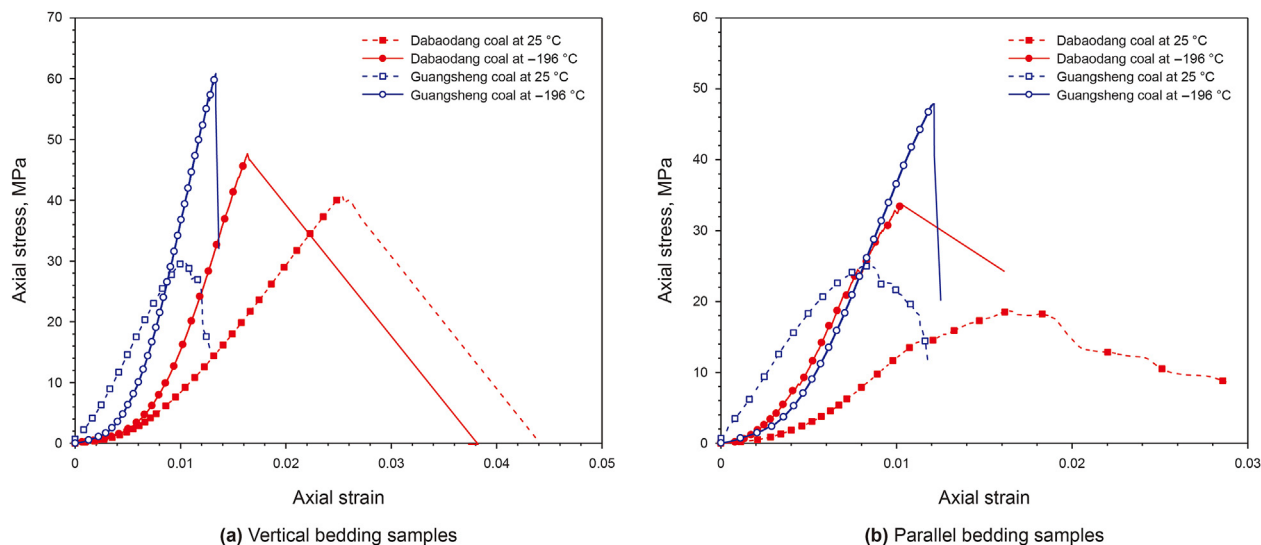 70
60
50
40
30
20
10
0
0
0.01
0.02
0.03
0.04
0.05
Axial stress, MPa
Axial strain
Dabaodang coal at 25 °C
Dabaodang coal at –196 °C
Guangsheng coal at 25 °C
Guangsheng coal at –196 °C
(a) Vertical bedding samples
60
50
40
30
20
10
0
0
0.01
0.02
0.03
Axial stress, MPa
Axial strain
Dabaodang coal at 25 °C
Dabaodang coal at –196 °C
Guangsheng coal at 25 °C
Guangsheng coal at –196 °C
(b) Parallel bedding samples